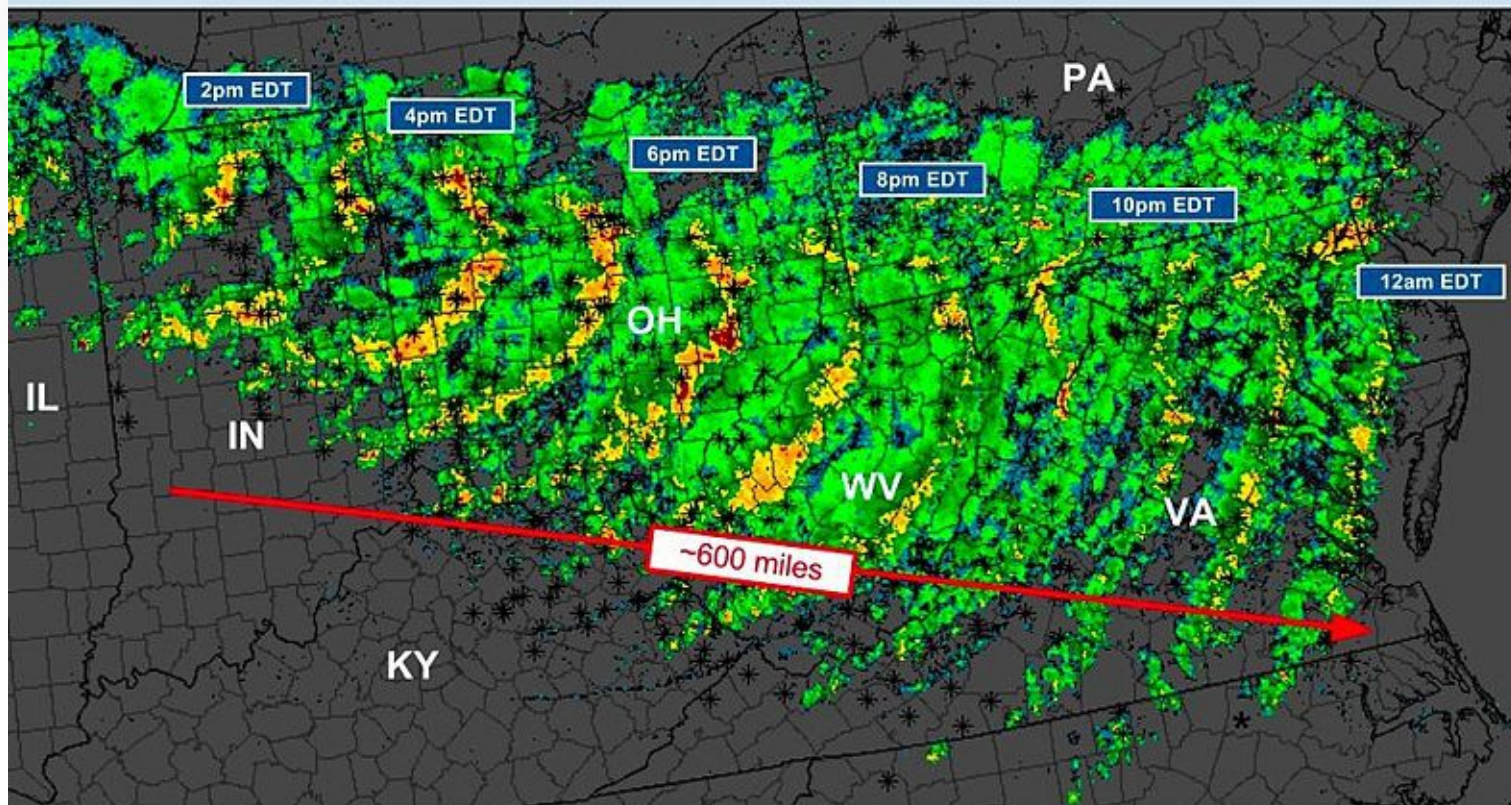 PA
2pm EDT
4pm EDT
6pm EDT
8pm EDT
10pm EDT
12am EDT
OH
IL
IN
WV
VA
~600 miles
KY